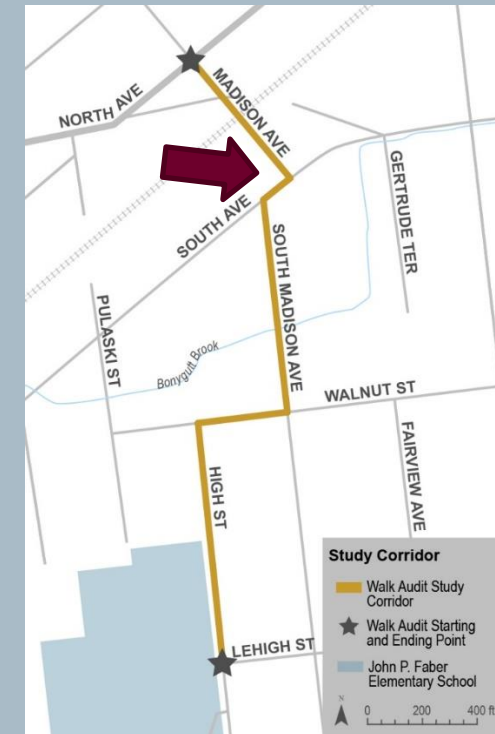 MADISON AVE
NORTH AVE
SOUTH AVE
GERTRUDE TER
SOUTH MADISON AVE
PULASKI ST
Bonygutt Brook
WALNUT ST
HIGH ST
FAIRVIEW AVE
LEHIGH ST
Study Corridor
Walk Audit Study
Corridor
Walk Audit Starting
and Ending Point
John P. Faber
Elementary School
N
0 200 400 ft